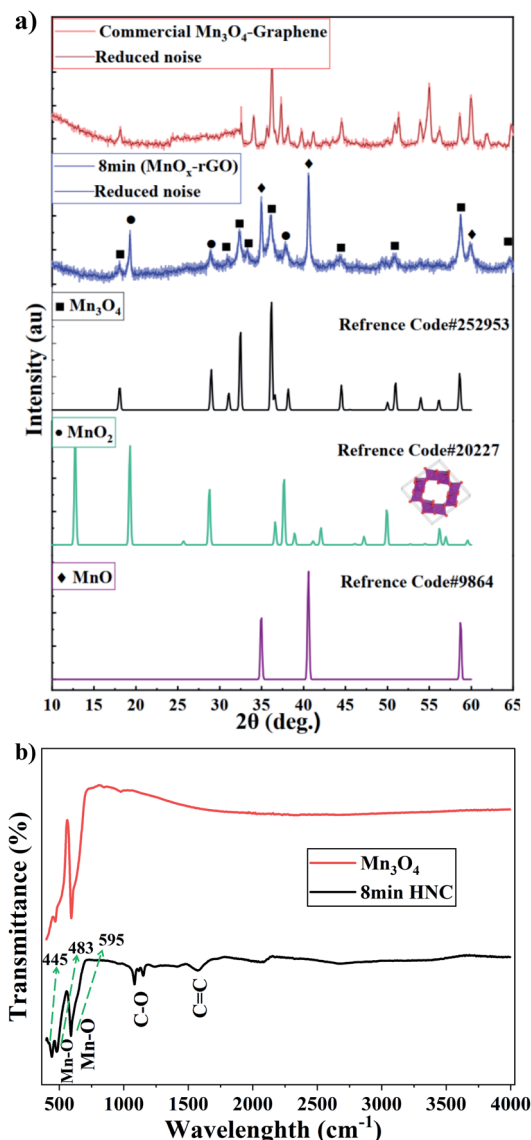 a)
Commercial Mn₃O₄-Graphene
Reduced noise
8min (MnOₓ-rGO)
Reduced noise
■ Mn₃O₄
Refrence Code#252953
● MnO₂
Refrence Code#20227
♦ MnO
Refrence Code#9864
Intensity (au)
10 15 20 25 30 35 40 45 50 55 60 65
2θ (deg.)
b)
Mn₃O₄
8min HNC
445
483
595
Mn-O
Mn-O
C-O
C=C
Transmittance (%)
500 1000 1500 2000 2500 3000 3500 4000
Wavelenghth (cm⁻¹)